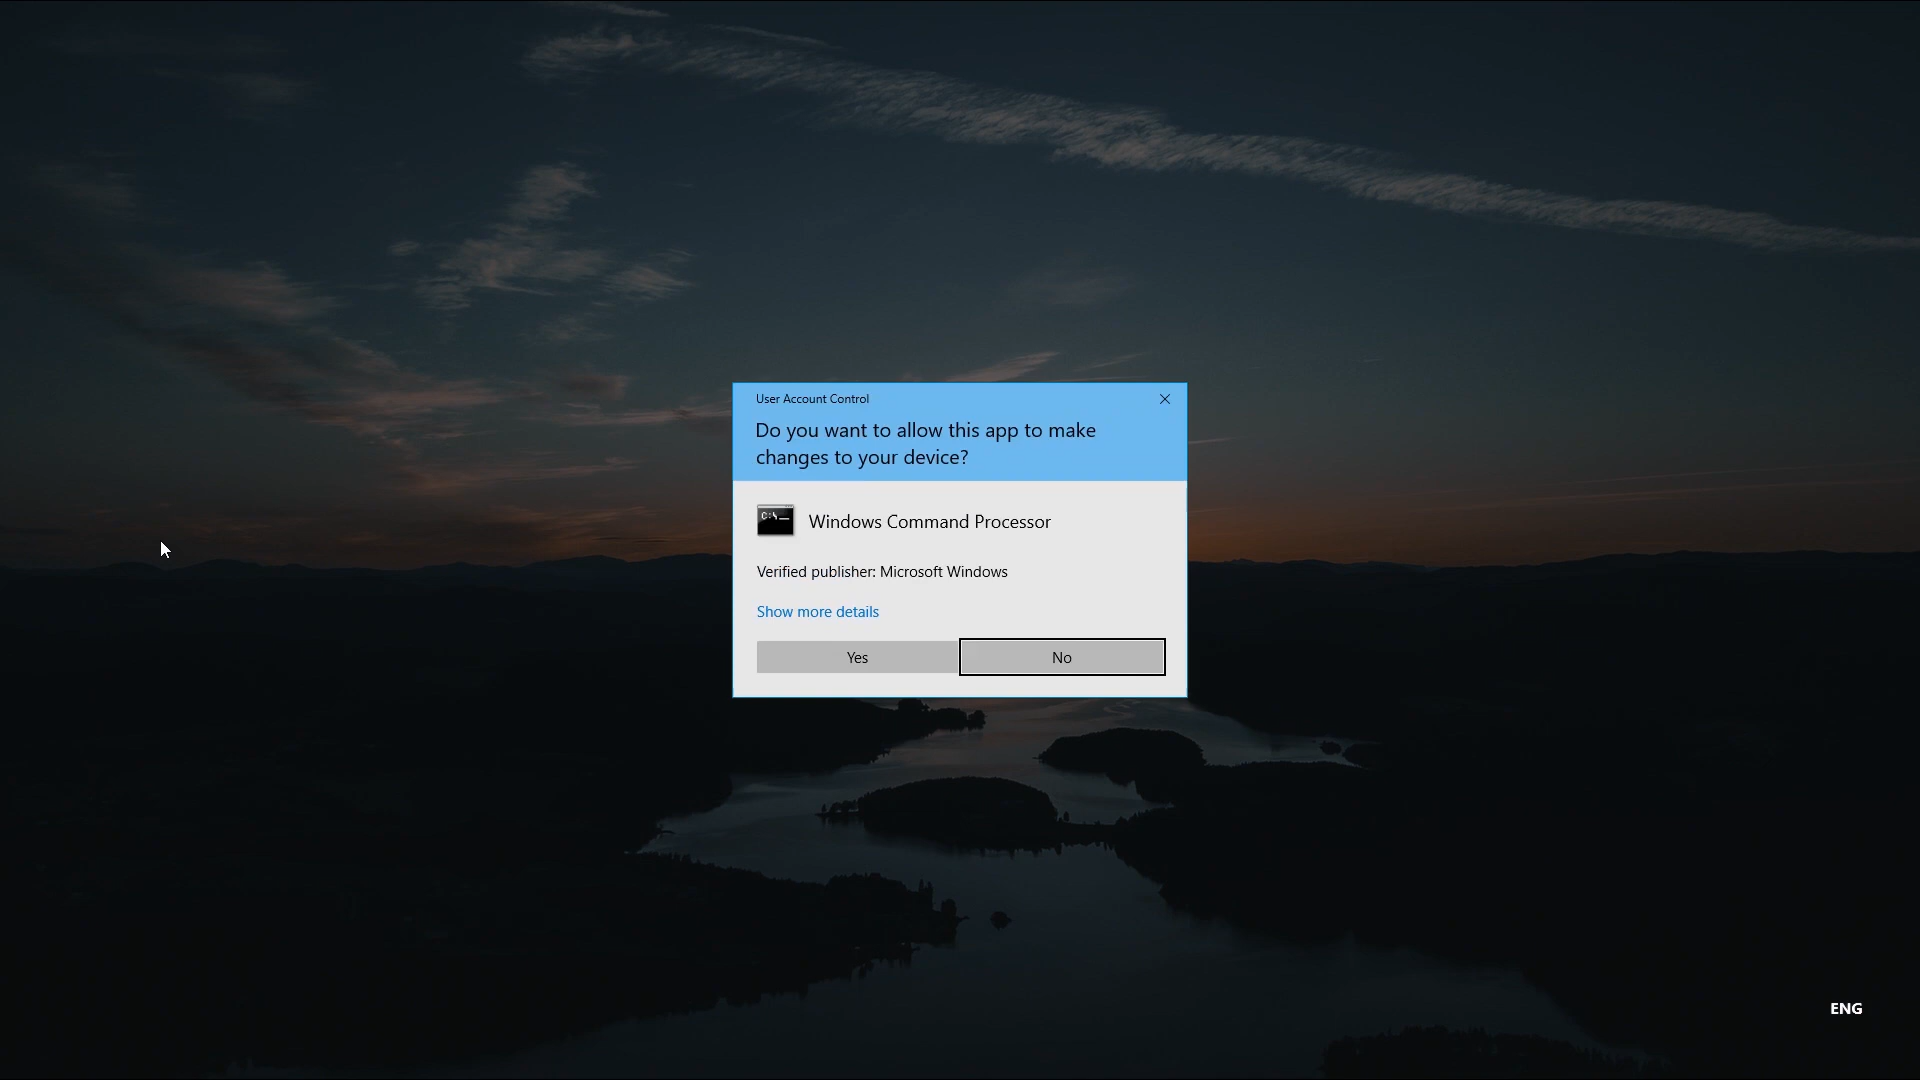 User Account Control
Do you want to allow this app to make
changes to your device?
C:\_
Windows Command Processor
Verified publisher: Microsoft Windows
Show more details
Yes
No
ENG